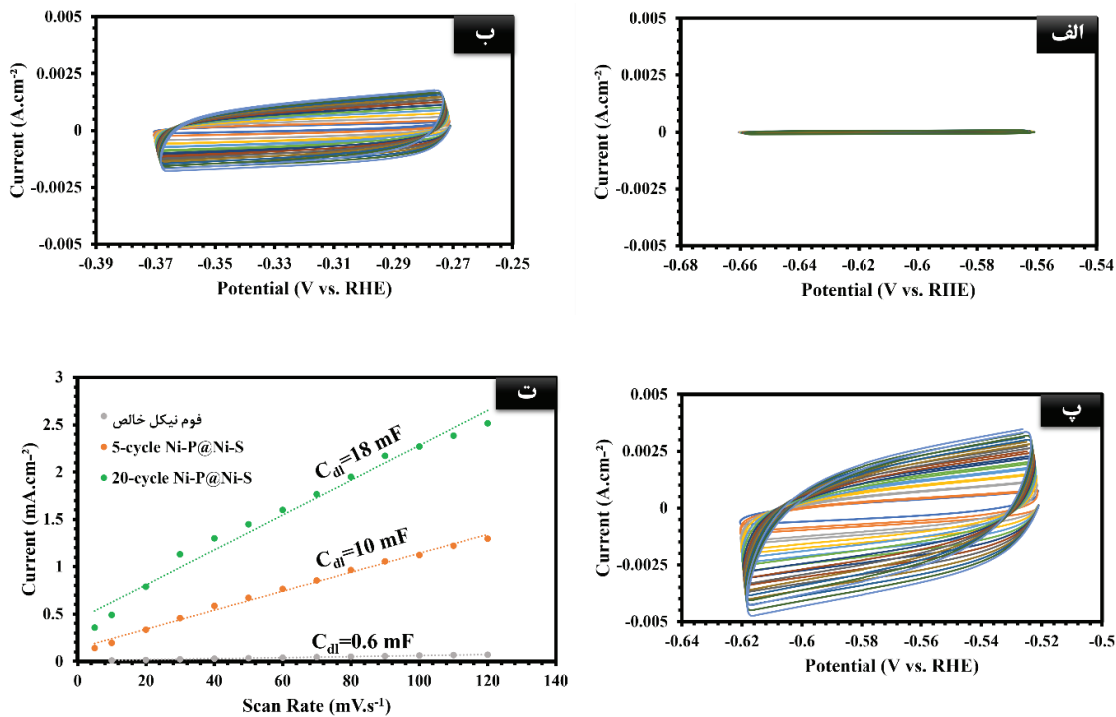 الف
0.005
0.0025
0
-0.0025
-0.005
Current (A.cm⁻²)
-0.68 -0.66 -0.64 -0.62 -0.6 -0.58 -0.56 -0.54
Potential (V vs. RHE)
ب
0.005
0.0025
0
-0.0025
-0.005
Current (A.cm⁻²)
-0.39 -0.37 -0.35 -0.33 -0.31 -0.29 -0.27 -0.25
Potential (V vs. RHE)
پ
0.005
0.0025
0
-0.0025
-0.005
Current (A.cm⁻²)
-0.64 -0.62 -0.6 -0.58 -0.56 -0.54 -0.52 -0.5
Potential (V vs. RHE)
ت
3
2.5
2
1.5
1
0.5
0
Current (mA.cm⁻²)
فوم نیکل خالص
5-cycle Ni-P@Ni-S
20-cycle Ni-P@Ni-S
C_dl=18 mF
C_dl=10 mF
C_dl=0.6 mF
0 20 40 60 80 100 120 140
Scan Rate (mV.s⁻¹)